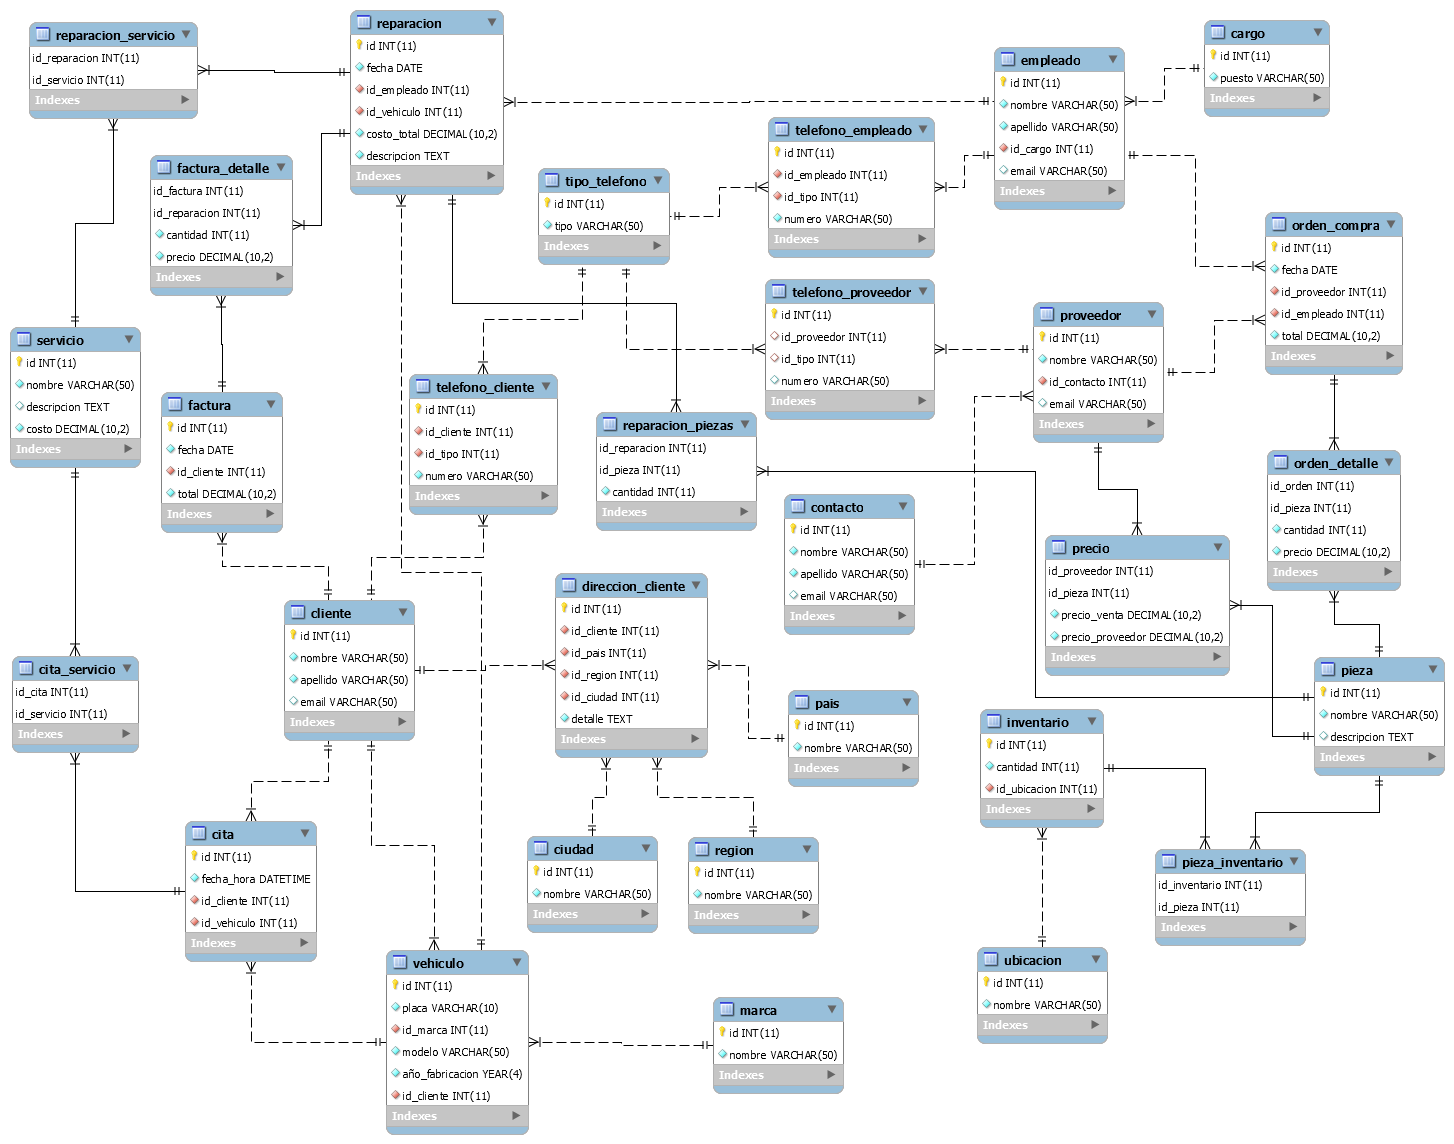 reparacion_servicio
id_reparacion INT(11)
id_servicio INT(11)
Indexes
reparacion
id INT(11)
fecha DATE
id_empleado INT(11)
id_vehiculo INT(11)
costo_total DECIMAL(10,2)
descripcion TEXT
Indexes
empleado
id INT(11)
nombre VARCHAR(50)
apellido VARCHAR(50)
id_cargo INT(11)
email VARCHAR(50)
Indexes
cargo
id INT(11)
puesto VARCHAR(50)
Indexes
factura_detalle
id_factura INT(11)
id_reparacion INT(11)
cantidad INT(11)
precio DECIMAL(10,2)
Indexes
tipo_telefono
id INT(11)
tipo VARCHAR(50)
Indexes
telefono_empleado
id INT(11)
id_empleado INT(11)
id_tipo INT(11)
numero VARCHAR(50)
Indexes
orden_compra
id INT(11)
fecha DATE
id_proveedor INT(11)
id_empleado INT(11)
total DECIMAL(10,2)
Indexes
telefono_proveedor
id INT(11)
id_proveedor INT(11)
id_tipo INT(11)
numero VARCHAR(50)
Indexes
proveedor
id INT(11)
nombre VARCHAR(50)
id_contacto INT(11)
email VARCHAR(50)
Indexes
servicio
id INT(11)
nombre VARCHAR(50)
descripcion TEXT
costo DECIMAL(10,2)
Indexes
factura
id INT(11)
fecha DATE
id_cliente INT(11)
total DECIMAL(10,2)
Indexes
telefono_cliente
id INT(11)
id_cliente INT(11)
id_tipo INT(11)
numero VARCHAR(50)
Indexes
reparacion_piezas
id_reparacion INT(11)
id_pieza INT(11)
cantidad INT(11)
Indexes
orden_detalle
id_orden INT(11)
id_pieza INT(11)
cantidad INT(11)
precio DECIMAL(10,2)
Indexes
contacto
id INT(11)
nombre VARCHAR(50)
apellido VARCHAR(50)
email VARCHAR(50)
Indexes
precio
id_proveedor INT(11)
id_pieza INT(11)
precio_venta DECIMAL(10,2)
precio_proveedor DECIMAL(10,2)
Indexes
cliente
id INT(11)
nombre VARCHAR(50)
apellido VARCHAR(50)
email VARCHAR(50)
Indexes
direccion_cliente
id INT(11)
id_cliente INT(11)
id_pais INT(11)
id_region INT(11)
id_ciudad INT(11)
detalle TEXT
Indexes
cita_servicio
id_cita INT(11)
id_servicio INT(11)
Indexes
pais
id INT(11)
nombre VARCHAR(50)
Indexes
pieza
id INT(11)
nombre VARCHAR(50)
descripcion TEXT
Indexes
inventario
id INT(11)
cantidad INT(11)
id_ubicacion INT(11)
Indexes
cita
id INT(11)
fecha_hora DATETIME
id_cliente INT(11)
id_vehiculo INT(11)
Indexes
ciudad
id INT(11)
nombre VARCHAR(50)
Indexes
region
id INT(11)
nombre VARCHAR(50)
Indexes
pieza_inventario
id_inventario INT(11)
id_pieza INT(11)
Indexes
vehiculo
id INT(11)
placa VARCHAR(10)
id_marca INT(11)
modelo VARCHAR(50)
año_fabricacion YEAR(4)
id_cliente INT(11)
Indexes
marca
id INT(11)
nombre VARCHAR(50)
Indexes
ubicacion
id INT(11)
nombre VARCHAR(50)
Indexes